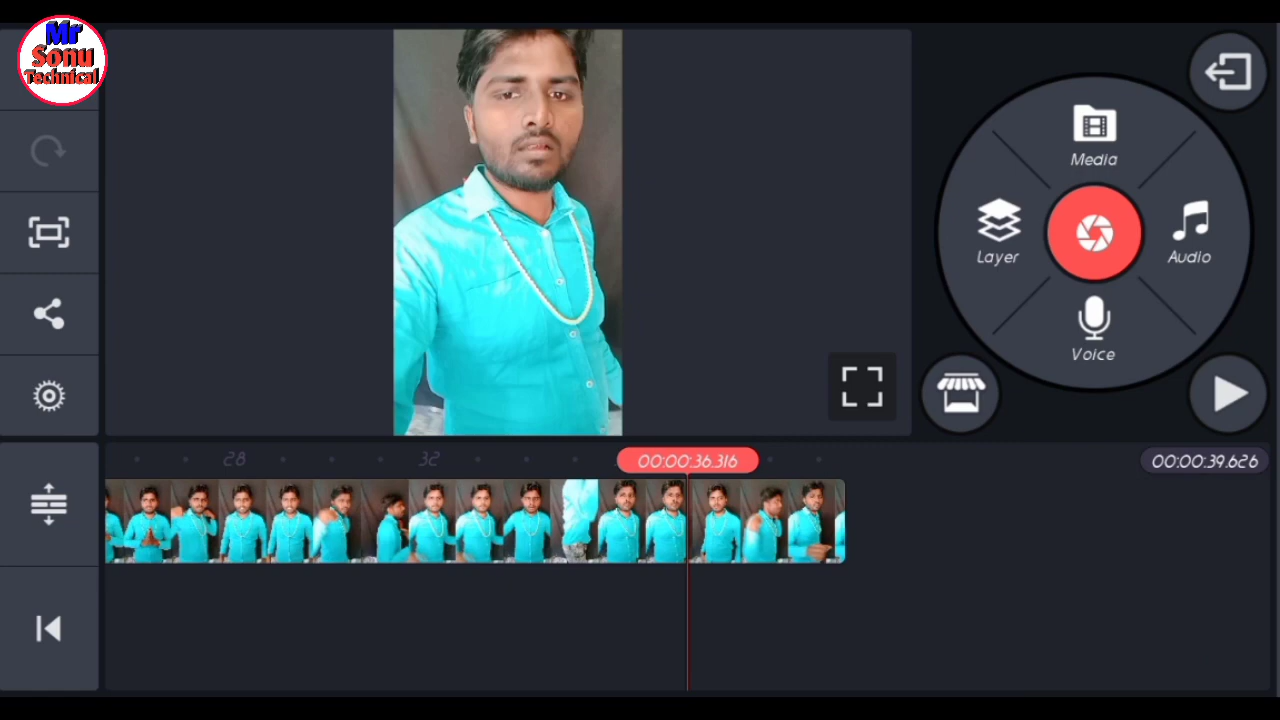 Mr
Sonu
Technical
Media
Layer
Audio
Voice
28
32
00:00:36.316
00:00:39.626